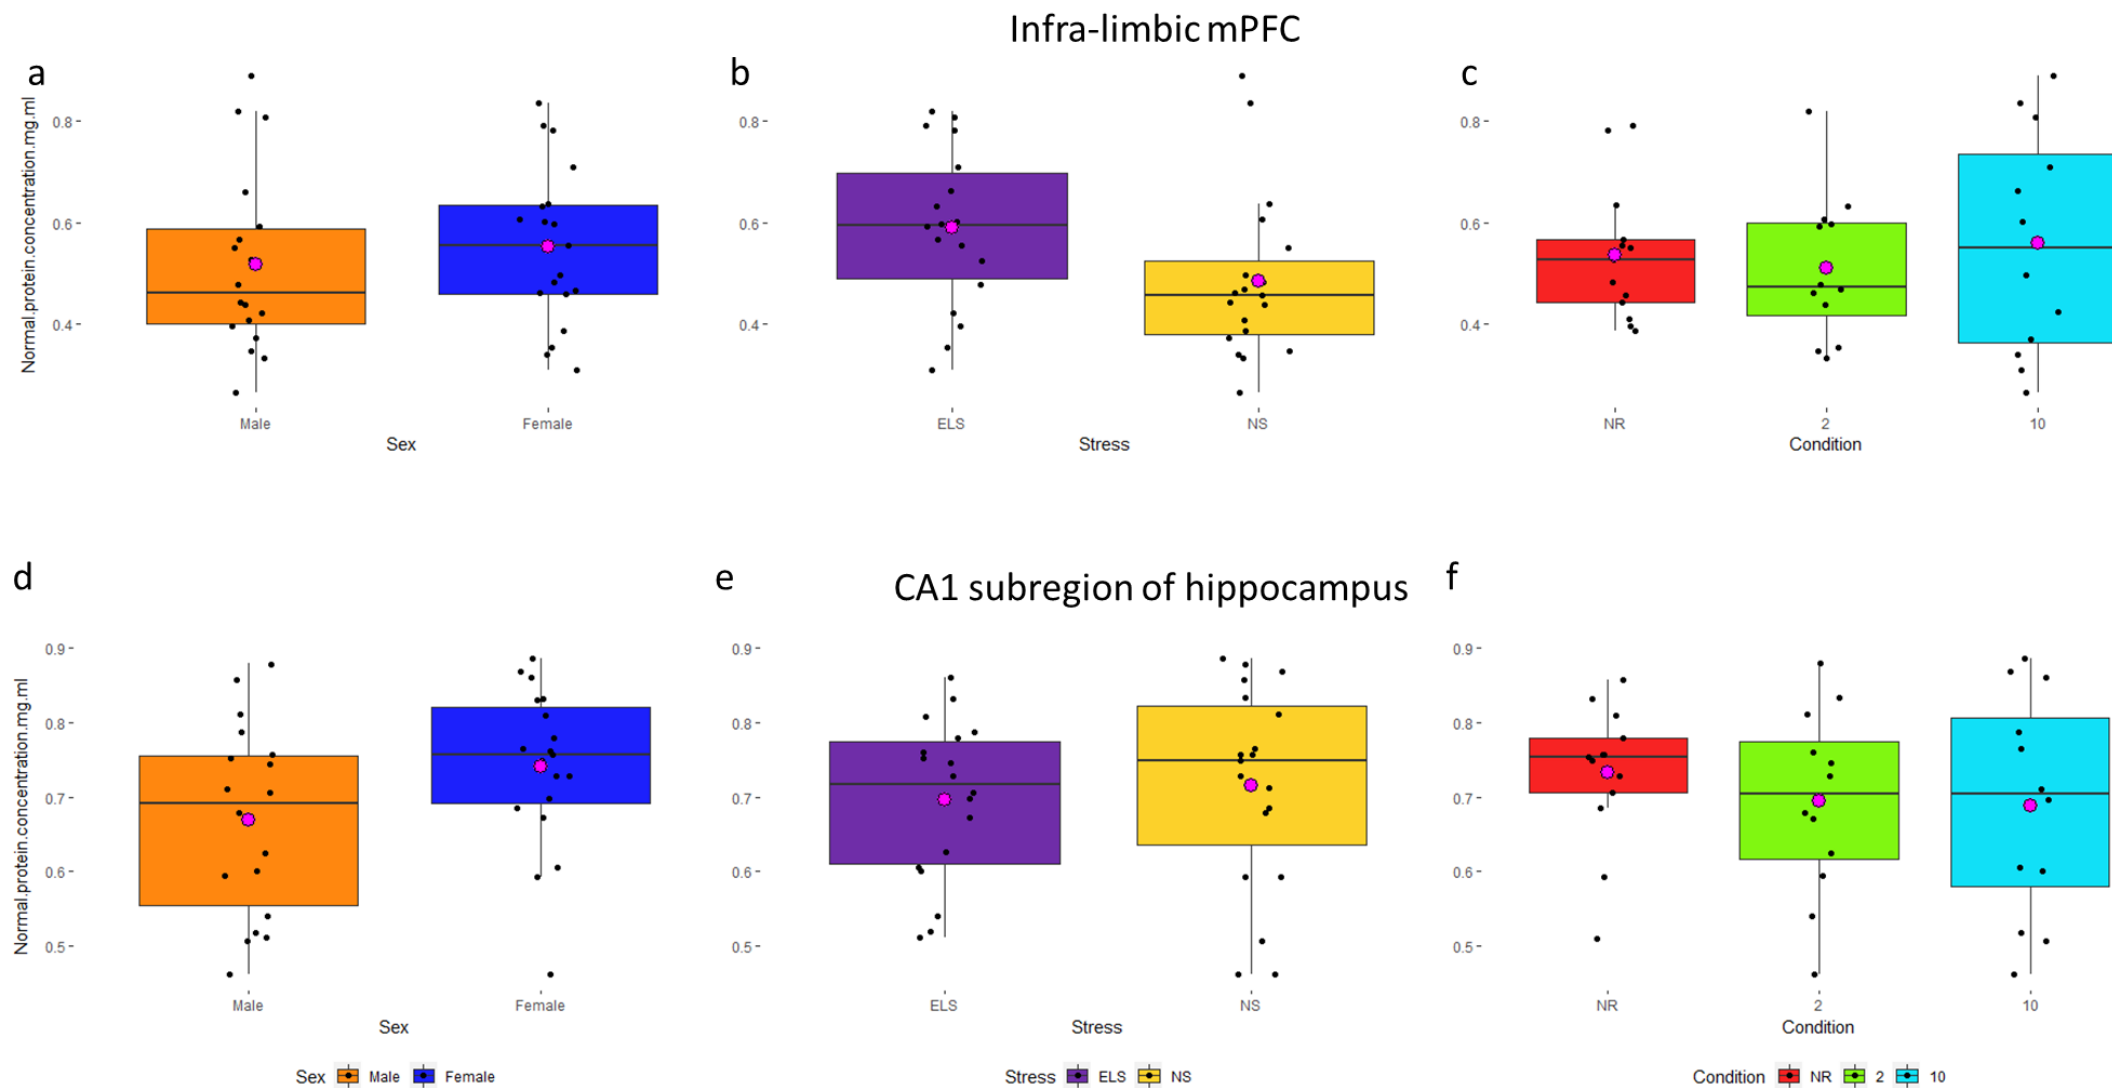 Infra-limbic mPFC
a
b
c
Normal.protein.concentration.mg.ml
0.8
0.6
0.4
Male
Female
Sex
0.8
0.6
0.4
ELS
NS
Stress
0.8
0.6
0.4
NR
2
10
Condition
CA1 subregion of hippocampus
d
e
f
Normal.protein.concentration.mg.ml
0.9
0.8
0.7
0.6
0.5
Male
Female
Sex
0.9
0.8
0.7
0.6
0.5
ELS
NS
Stress
0.9
0.8
0.7
0.6
0.5
NR
2
10
Condition
Sex Male Female
Stress ELS NS
Condition NR 2 10